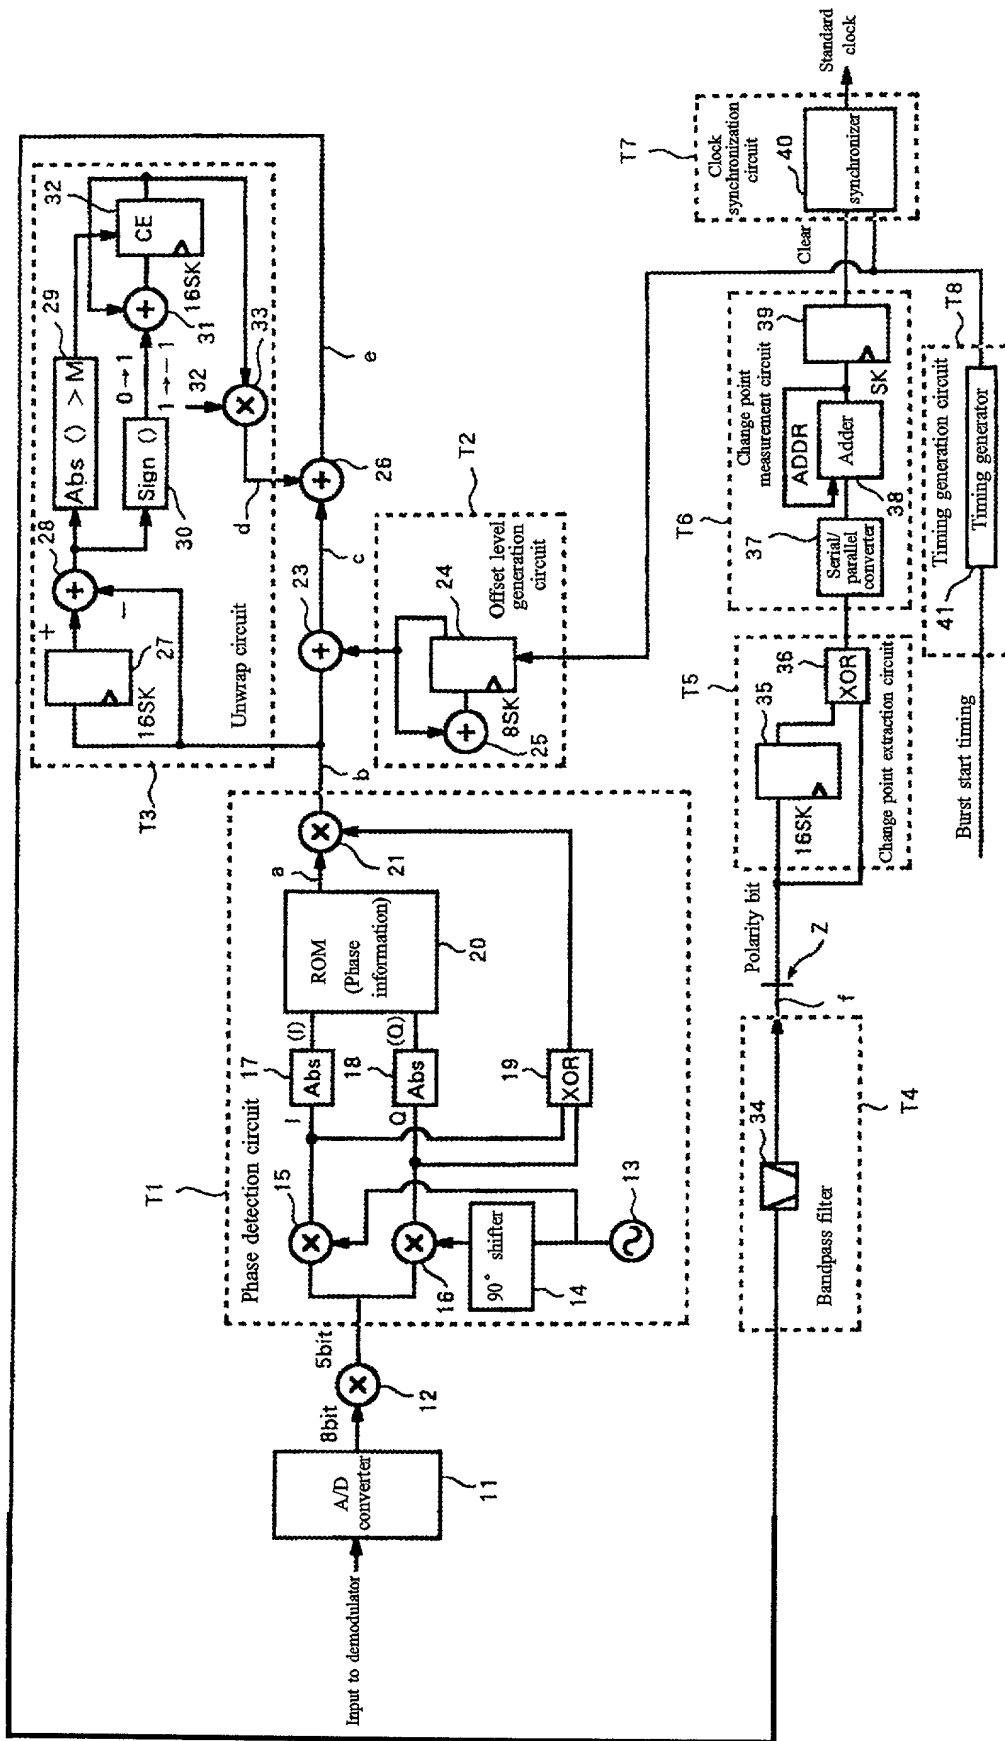 Input to demodulator
A/D
converter
11
8bit
12
5bit
T1
Phase detection circuit
15
16
90° shifter
14
13
I
Q
17
Abs
18
Abs
19
XOR
(I)
(Q)
ROM
(Phase
information)
20
a
21
b
T3
Unwrap circuit
16SK
27
+
−
28
Abs () > M
29
Sign ()
30
0→1
1→−1
31
16SK
CE
32
32
33
d
23
c
26
e
T2
Offset level
generation
circuit
24
8SK
25
T4
Bandpass filter
34
f
Z
Polarity bit
T5
Change point extraction circuit
16SK
35
36
XOR
T6
Change point
measurement circuit
37
Serial/
parallel
converter
ADDR
Adder
38
SK
39
T7
Clock
synchronization
circuit
Clear
40
synchronizer
Standard
clock
T8
Timing generation circuit
Timing generator
41
Burst start timing